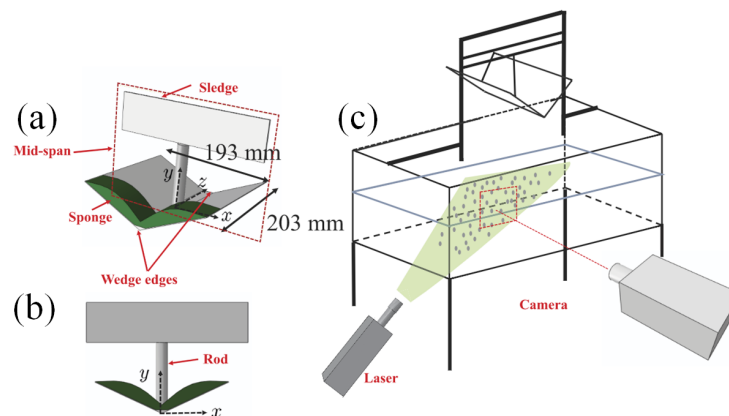 Sledge
(a)
(c)
Mid-span
193 mm
y
z
Sponge
x
203 mm
Wedge edges
(b)
Camera
Rod
y
x
Laser